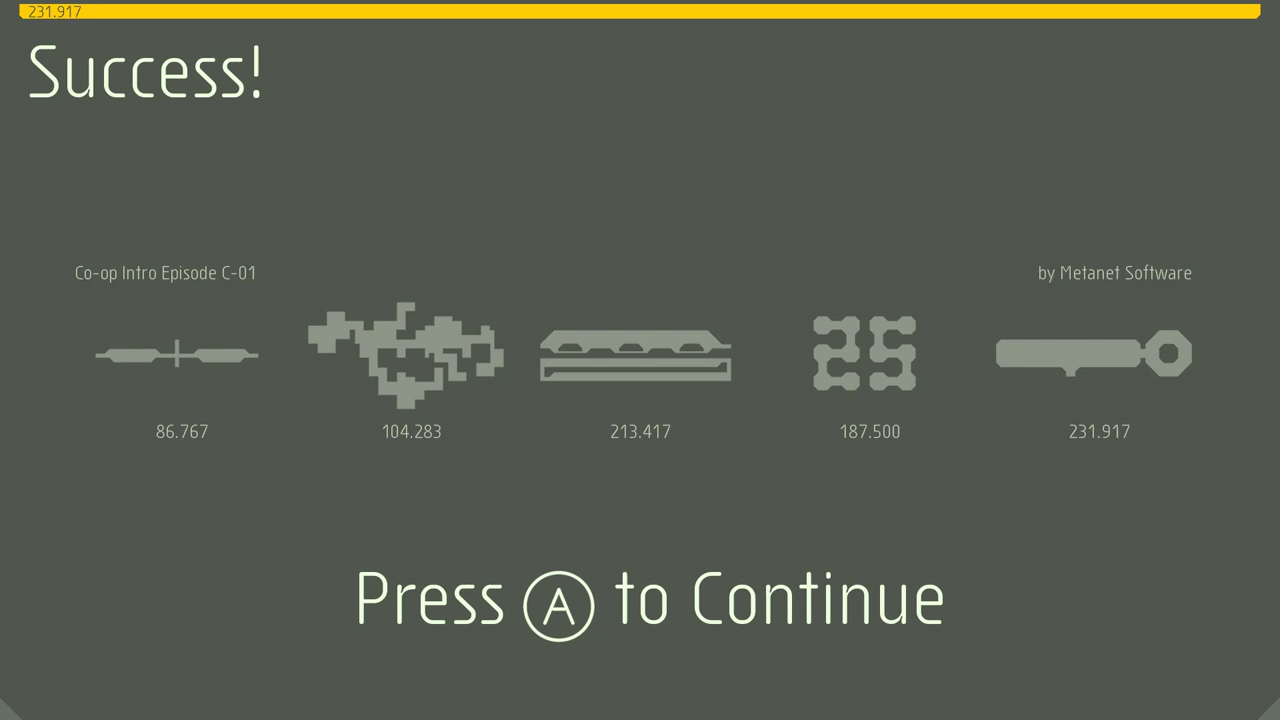 231.917
Success!
Co-op Intro Episode C-01
by Metanet Software
86.767
104.283
213.417
187.500
231.917
Press A to Continue